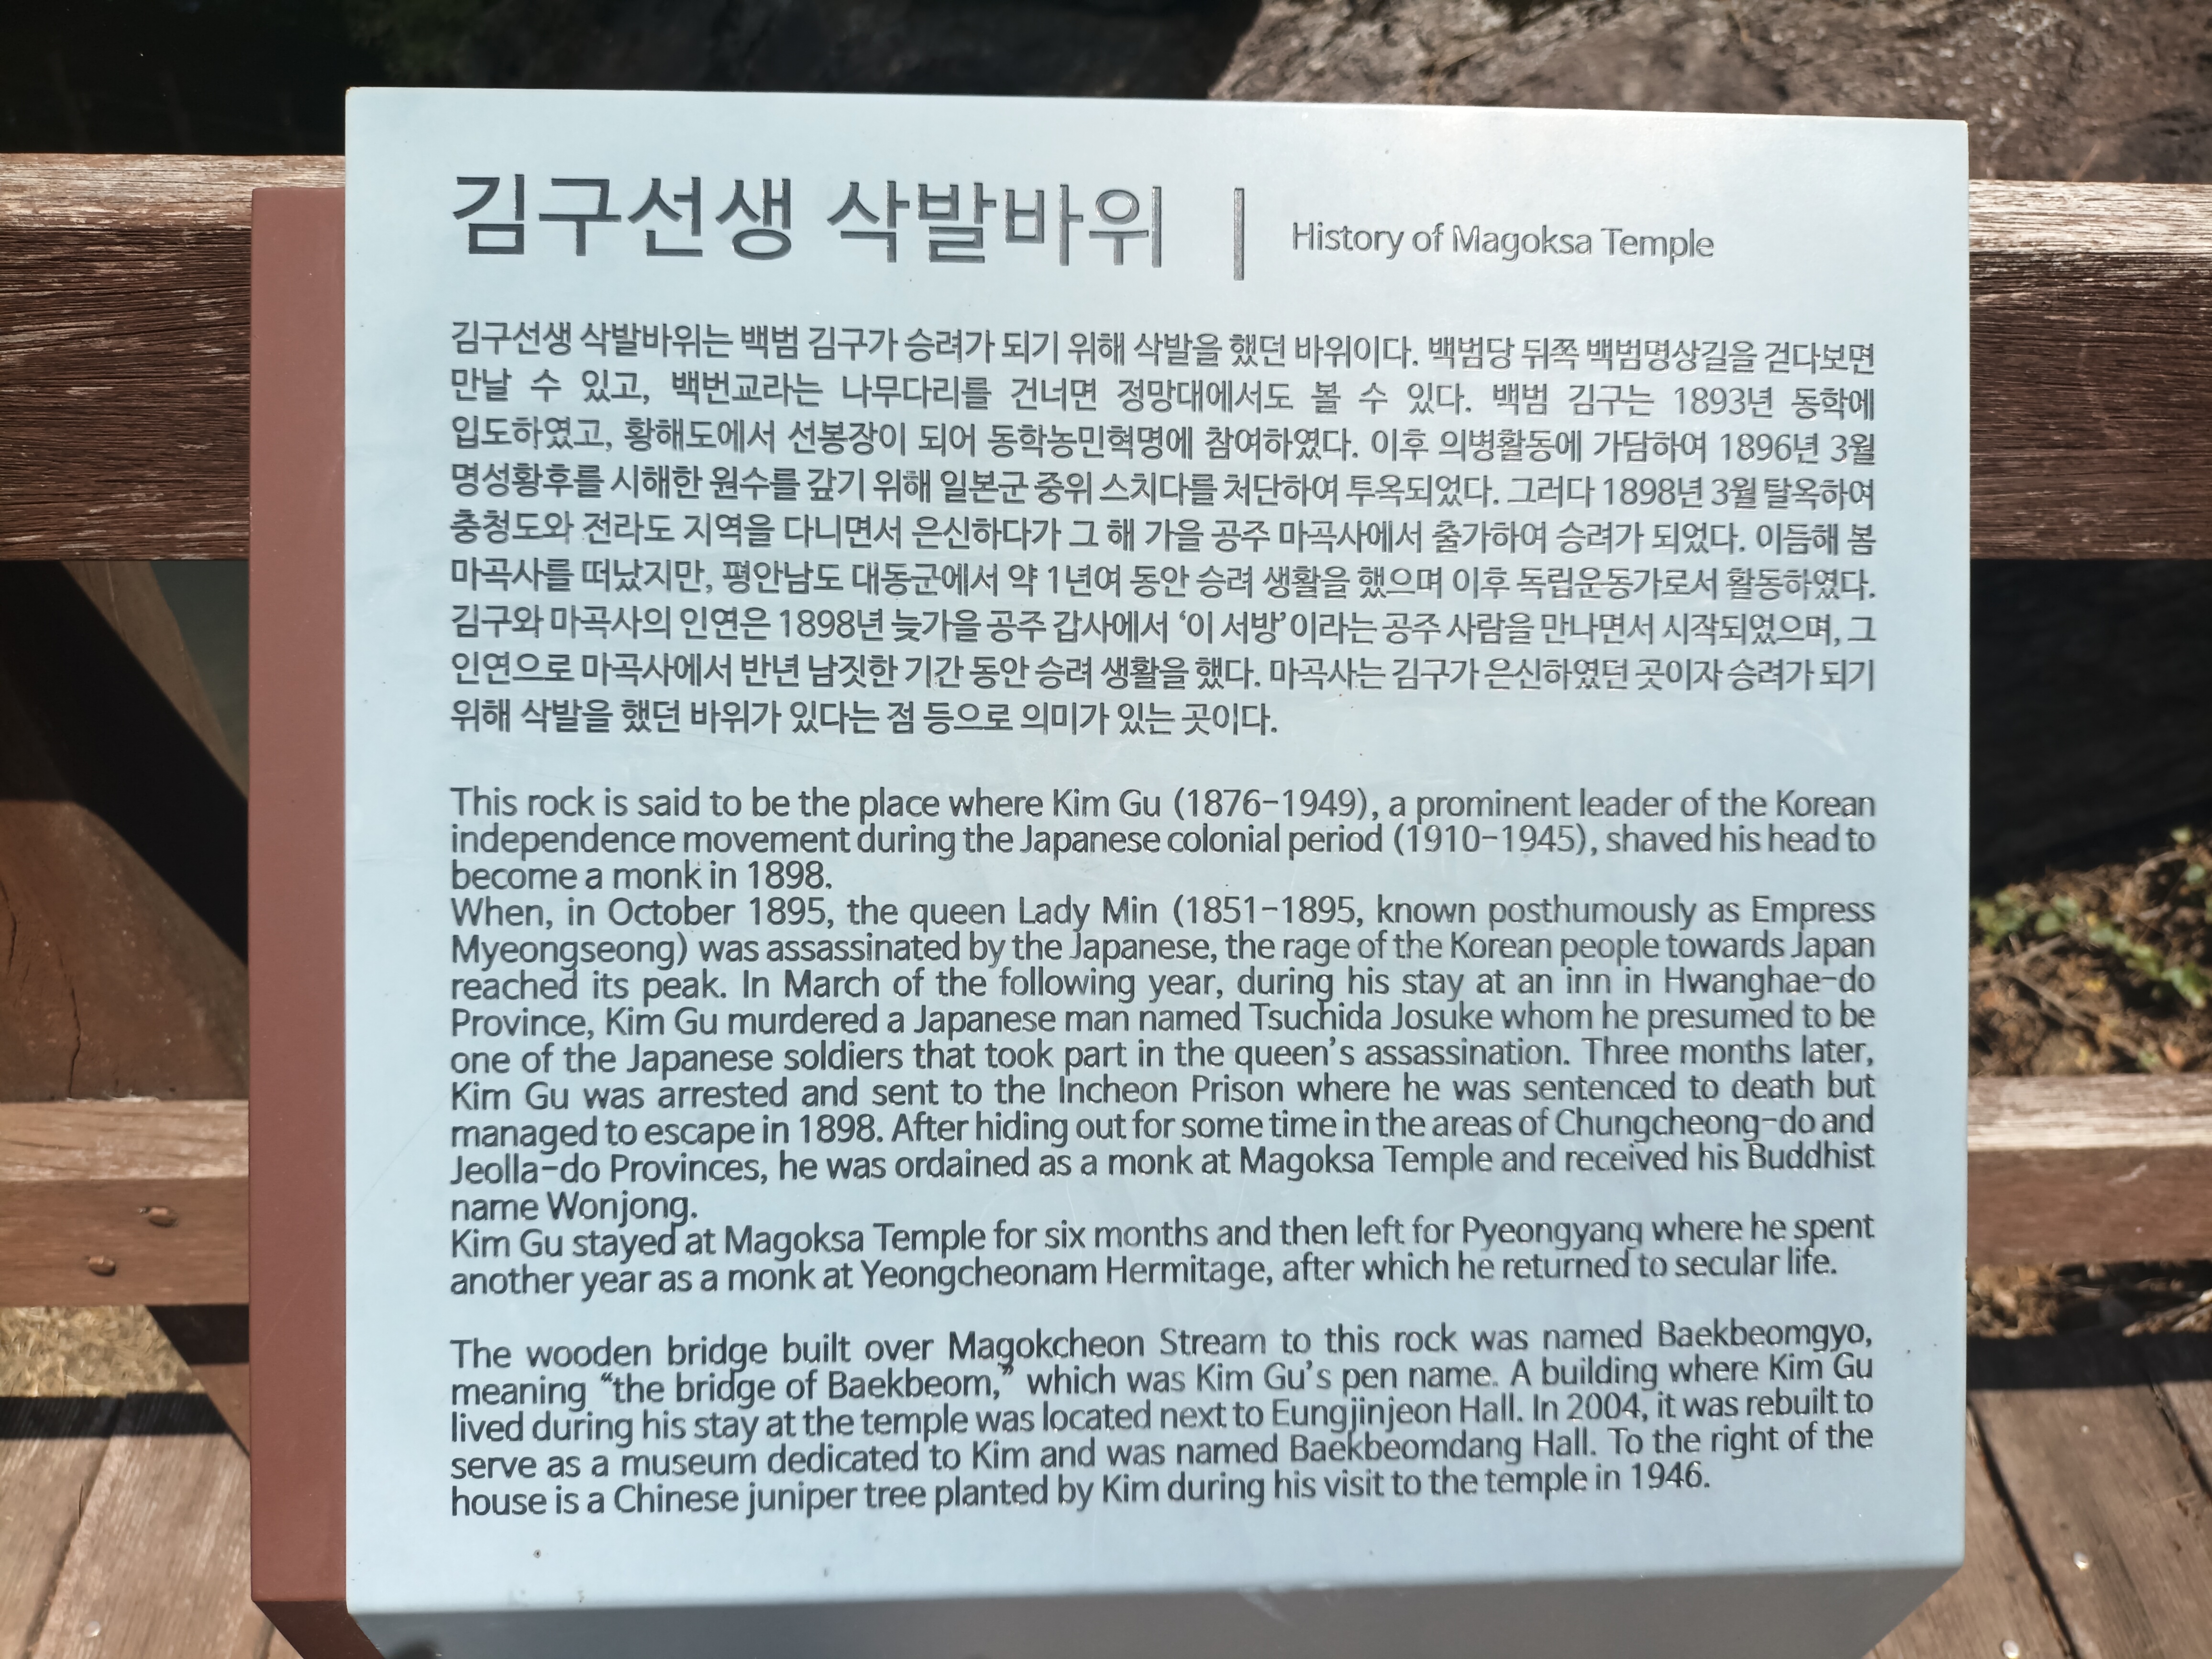 김구선생 삭발바위 | History of Magoksa Temple
김구선생 삭발바위는 백범 김구가 승려가 되기 위해 삭발을 했던 바위이다. 백범당 뒤쪽 백범명상길을 걷다보면
만날 수 있고, 백번교라는 나무다리를 건너면 정망대에서도 볼 수 있다. 백범 김구는 1893년 동학에
입도하였고, 황해도에서 선봉장이 되어 동학농민혁명에 참여하였다. 이후 의병활동에 가담하여 1896년 3월
명성황후를 시해한 원수를 갚기 위해 일본군 중위 스치다를 처단하여 투옥되었다. 그러다 1898년 3월 탈옥하여
충청도와 전라도 지역을 다니면서 은신하다가 그 해 가을 공주 마곡사에서 출가하여 승려가 되었다. 이듬해 봄
마곡사를 떠났지만, 평안남도 대동군에서 약 1년여 동안 승려 생활을 했으며 이후 독립운동가로서 활동하였다.
김구와 마곡사의 인연은 1898년 늦가을 공주 갑사에서 ‘이 서방’이라는 공주 사람을 만나면서 시작되었으며, 그
인연으로 마곡사에서 반년 남짓한 기간 동안 승려 생활을 했다. 마곡사는 김구가 은신하였던 곳이자 승려가 되기
위해 삭발을 했던 바위가 있다는 점 등으로 의미가 있는 곳이다.
This rock is said to be the place where Kim Gu (1876-1949), a prominent leader of the Korean
independence movement during the Japanese colonial period (1910-1945), shaved his head to
become a monk in 1898.
When, in October 1895, the queen Lady Min (1851-1895, known posthumously as Empress
Myeongseong) was assassinated by the Japanese, the rage of the Korean people towards Japan
reached its peak. In March of the following year, during his stay at an inn in Hwanghae-do
Province, Kim Gu murdered a Japanese man named Tsuchida Josuke whom he presumed to be
one of the Japanese soldiers that took part in the queen’s assassination. Three months later,
Kim Gu was arrested and sent to the Incheon Prison where he was sentenced to death but
managed to escape in 1898. After hiding out for some time in the areas of Chungcheong-do and
Jeolla-do Provinces, he was ordained as a monk at Magoksa Temple and received his Buddhist
name Wonjong.
Kim Gu stayed at Magoksa Temple for six months and then left for Pyeongyang where he spent
another year as a monk at Yeongcheonam Hermitage, after which he returned to secular life.
The wooden bridge built over Magokcheon Stream to this rock was named Baekbeomgyo,
meaning “the bridge of Baekbeom,” which was Kim Gu’s pen name. A building where Kim Gu
lived during his stay at the temple was located next to Eungjinjeon Hall. In 2004, it was rebuilt to
serve as a museum dedicated to Kim and was named Baekbeomdang Hall. To the right of the
house is a Chinese juniper tree planted by Kim during his visit to the temple in 1946.